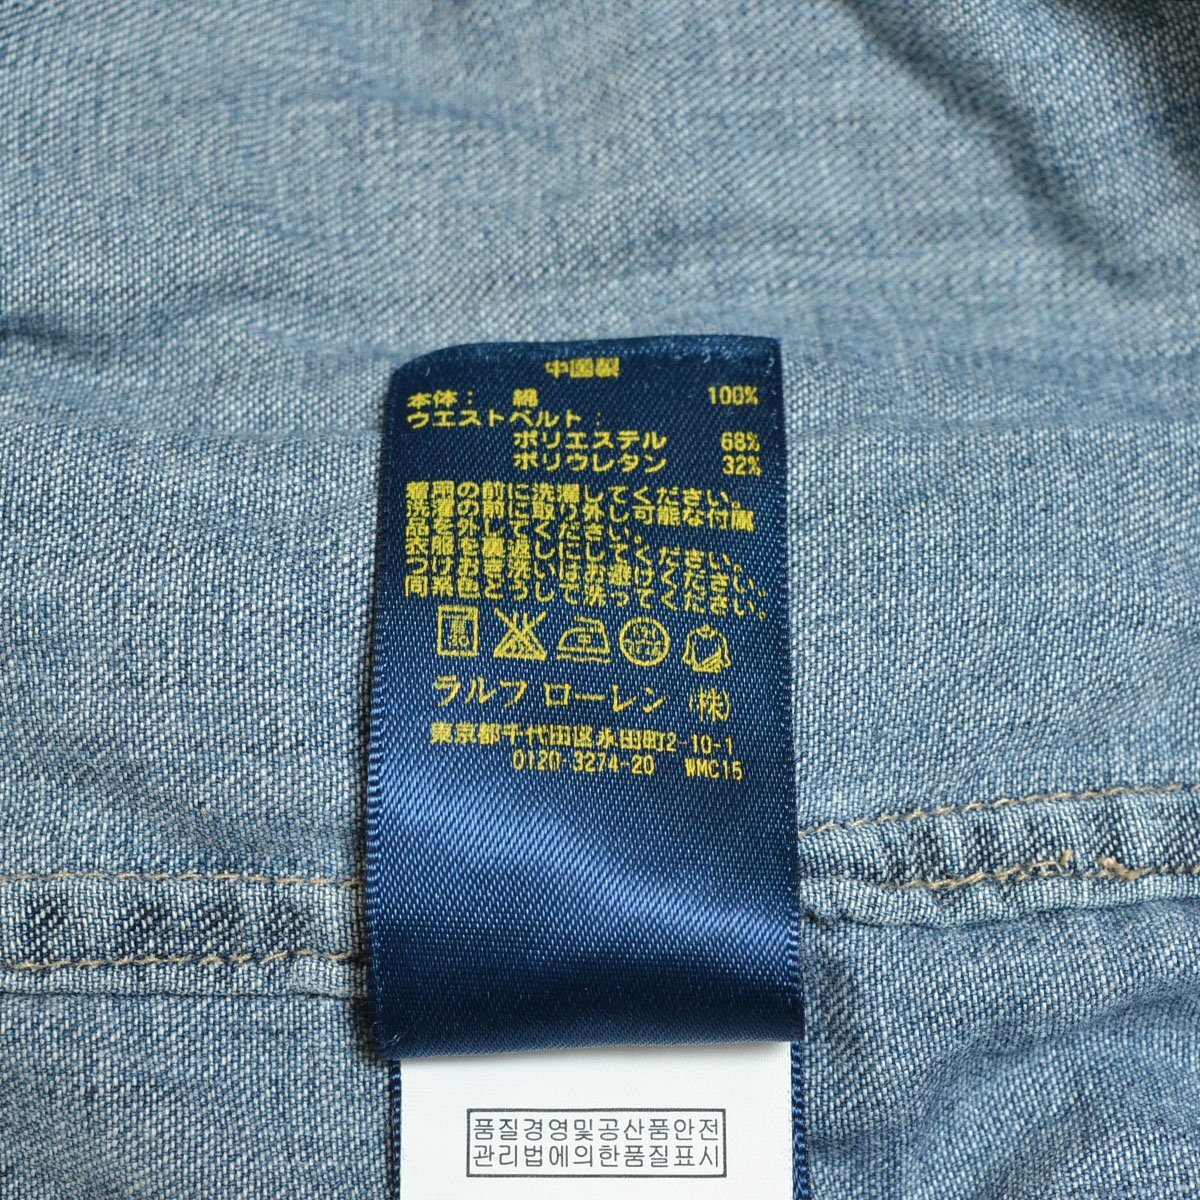 中国製
本体: 綿 100%
ウエストベルト:
ポリエステル 68%
ポリウレタン 32%
着用の前に洗濯してください。
洗濯の前に取り外し可能な付属
品を外してください。
衣服を裏返しにしてください。
つけおき洗いはお避けください。
同系色どうしで洗ってください。
ラルフ ローレン (株)
東京都千代田区永田町2-10-1
0120-3274-20 WMC15
품질경영및공산품안전
관리법에의한품질표시